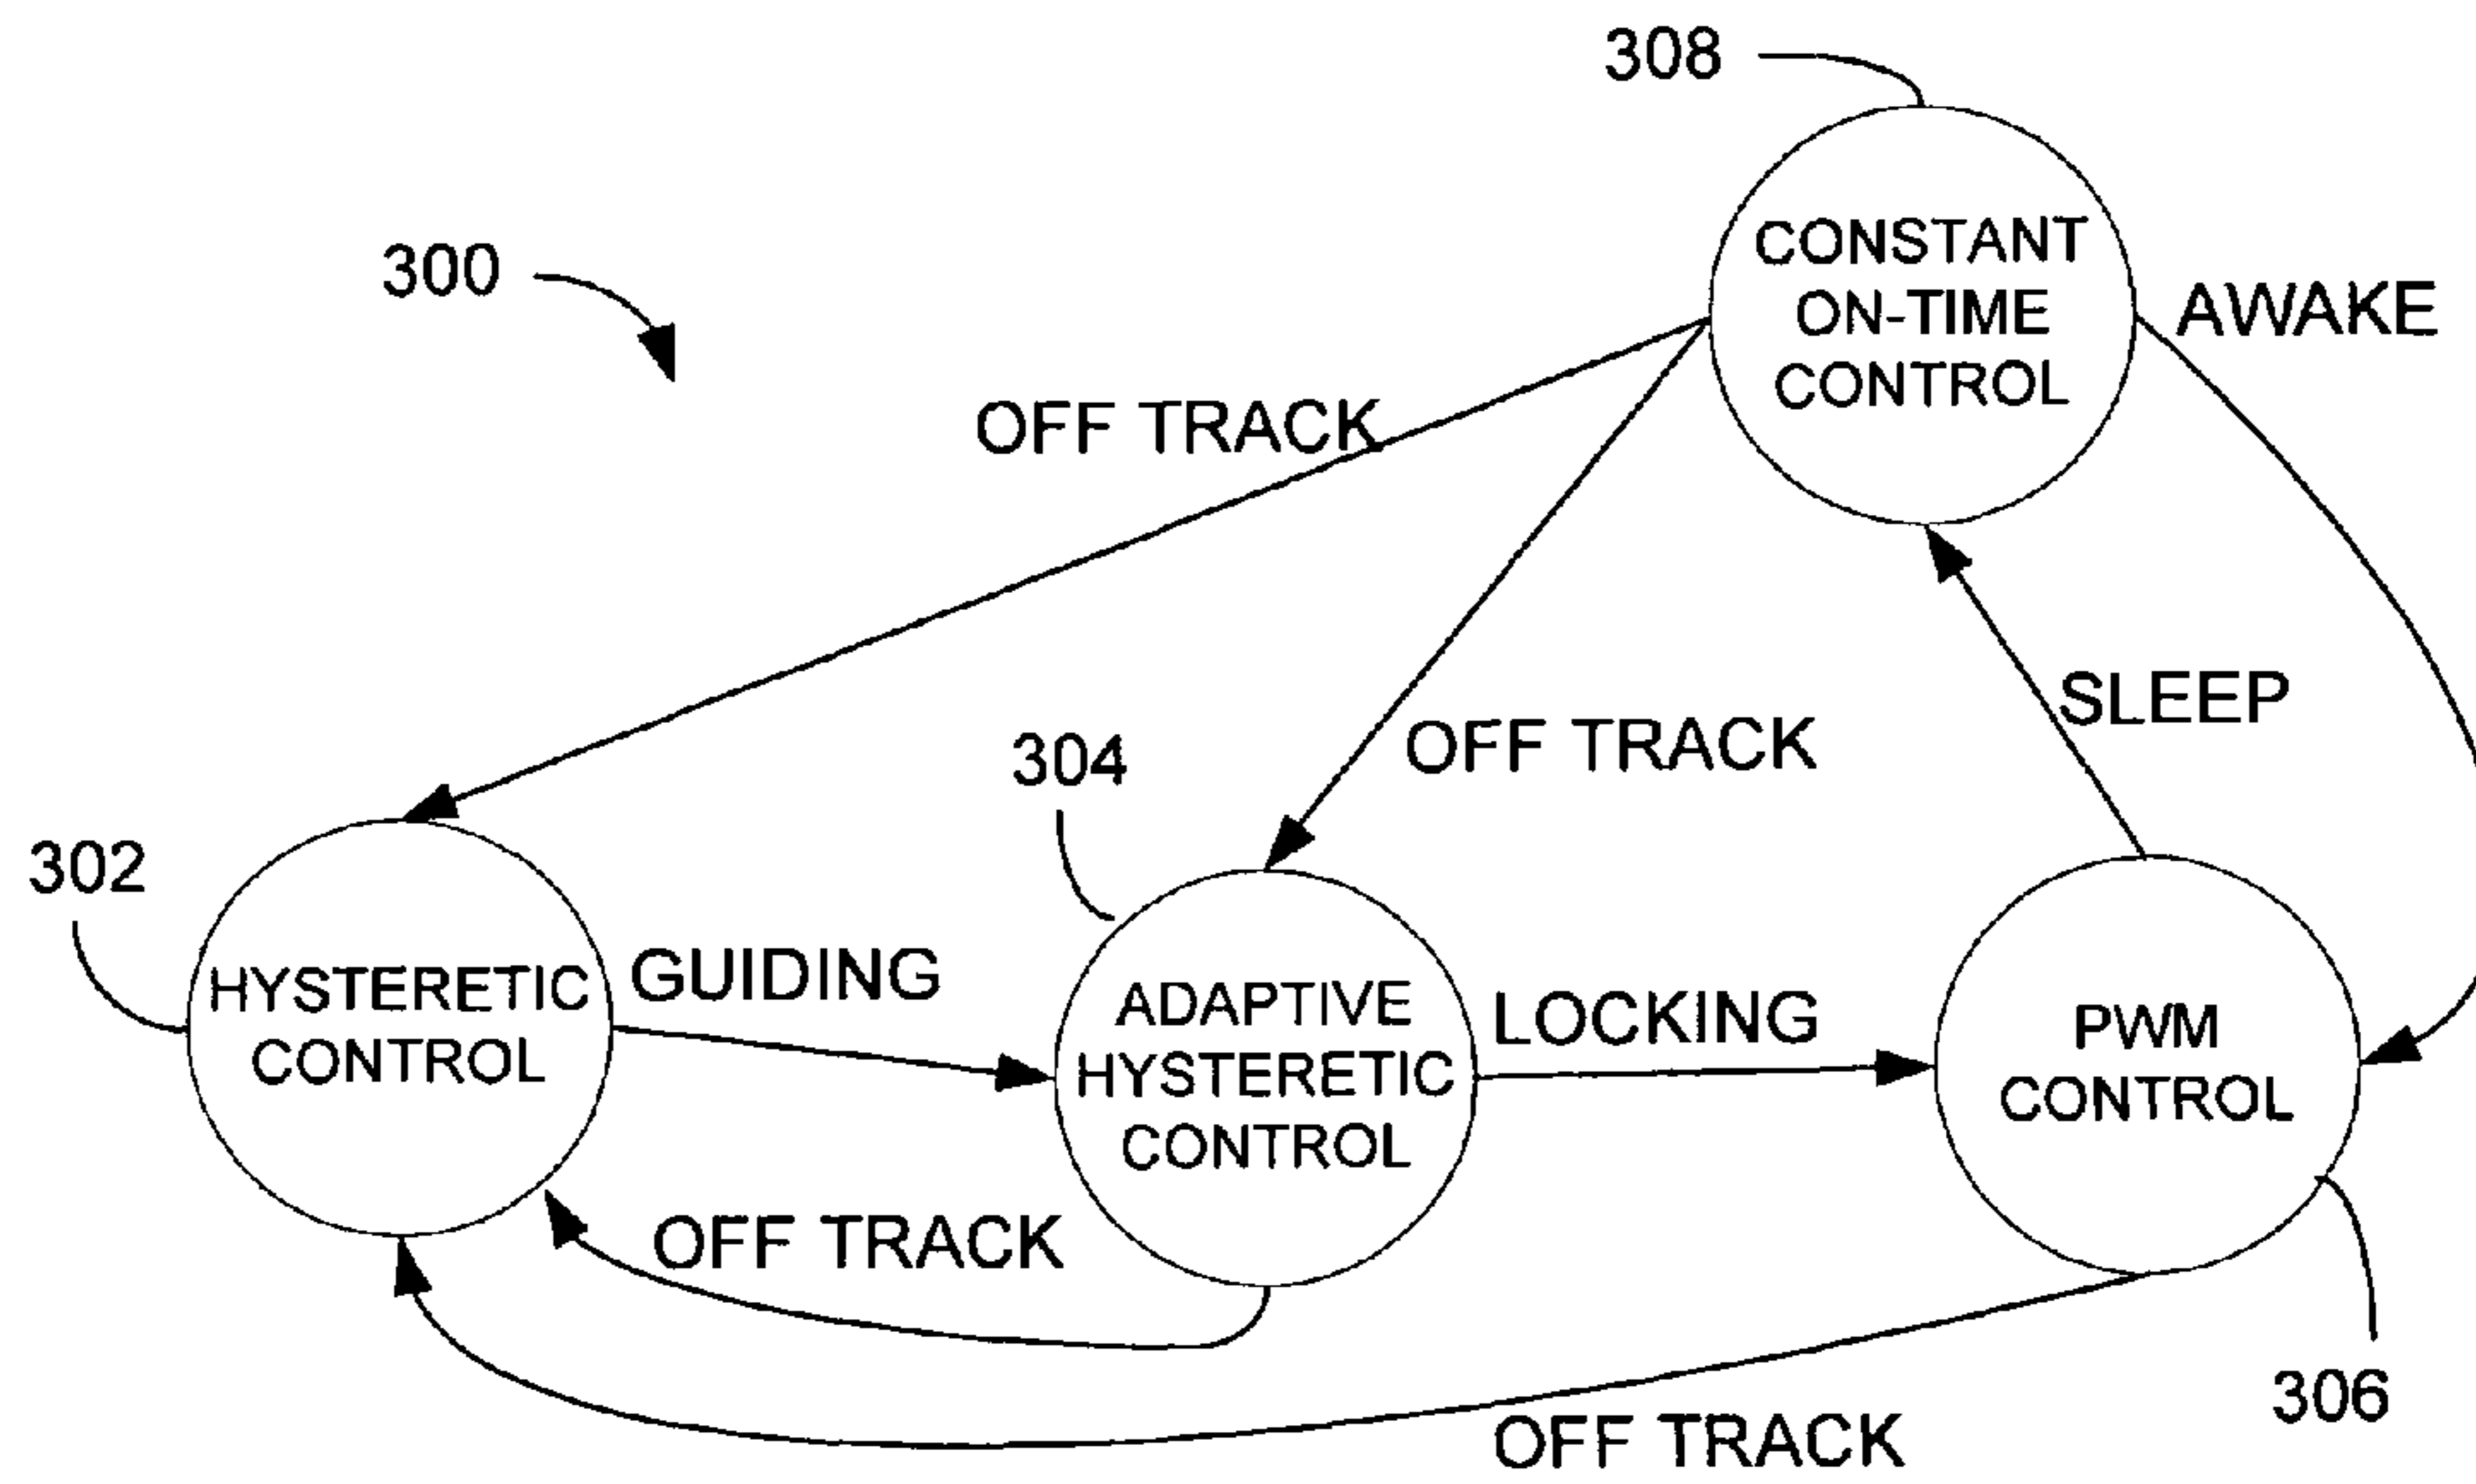 308
CONSTANT
ON-TIME
CONTROL
AWAKE
300
OFF TRACK
SLEEP
OFF TRACK
304
302
HYSTERETIC
CONTROL
GUIDING
ADAPTIVE
HYSTERETIC
CONTROL
LOCKING
PWM
CONTROL
OFF TRACK
306
OFF TRACK